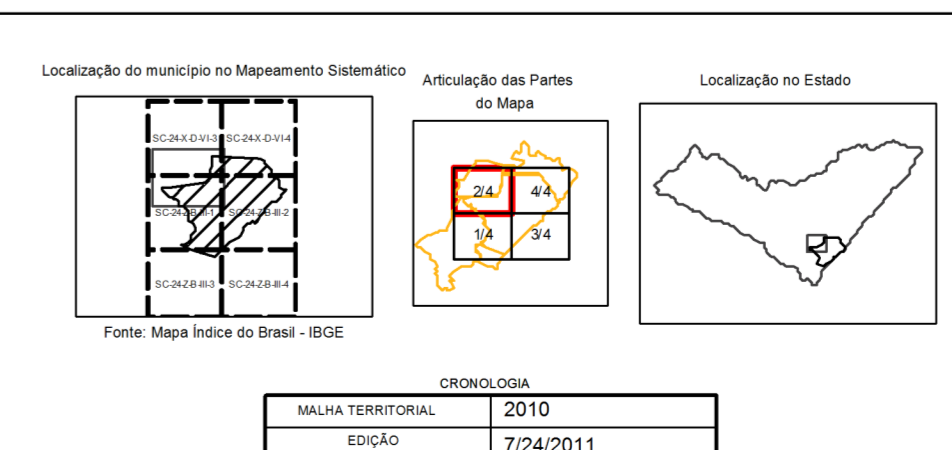 Localização do município no Mapeamento Sistemático
SC-24-X-D-VI-3
SC-24-X-D-VI-4
SC-24-Z-B-III-1
SC-24-Z-B-III-2
SC-24-Z-B-III-3
SC-24-Z-B-III-4
Fonte: Mapa Índice do Brasil - IBGE
Articulação das Partes
do Mapa
2/4
4/4
1/4
3/4
Localização no Estado
CRONOLOGIA
MALHA TERRITORIAL 2010
EDIÇÃO 7/24/2011